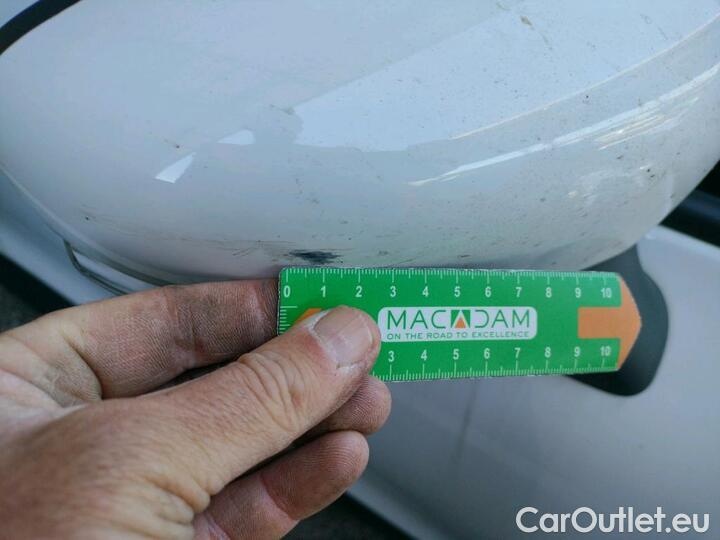 0 1 2 3 4 5 6 7 8 9 10
MACADAM
ON THE ROAD TO EXCELLENCE
3 4 5 6 7 8 9 10
CarOutlet.eu